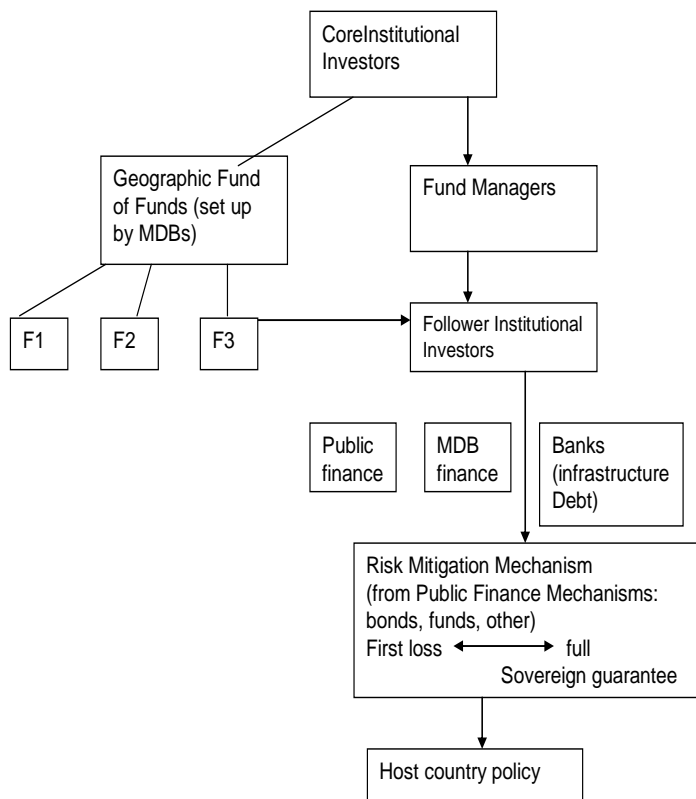 CoreInstitutional
Investors
Geographic Fund
of Funds (set up
by MDBs)
Fund Managers
F1
F2
F3
Follower Institutional
Investors
Public
finance
MDB
finance
Banks
(infrastructure
Debt)
Risk Mitigation Mechanism
(from Public Finance Mechanisms:
bonds, funds, other)
First loss full
Sovereign guarantee
Host country policy